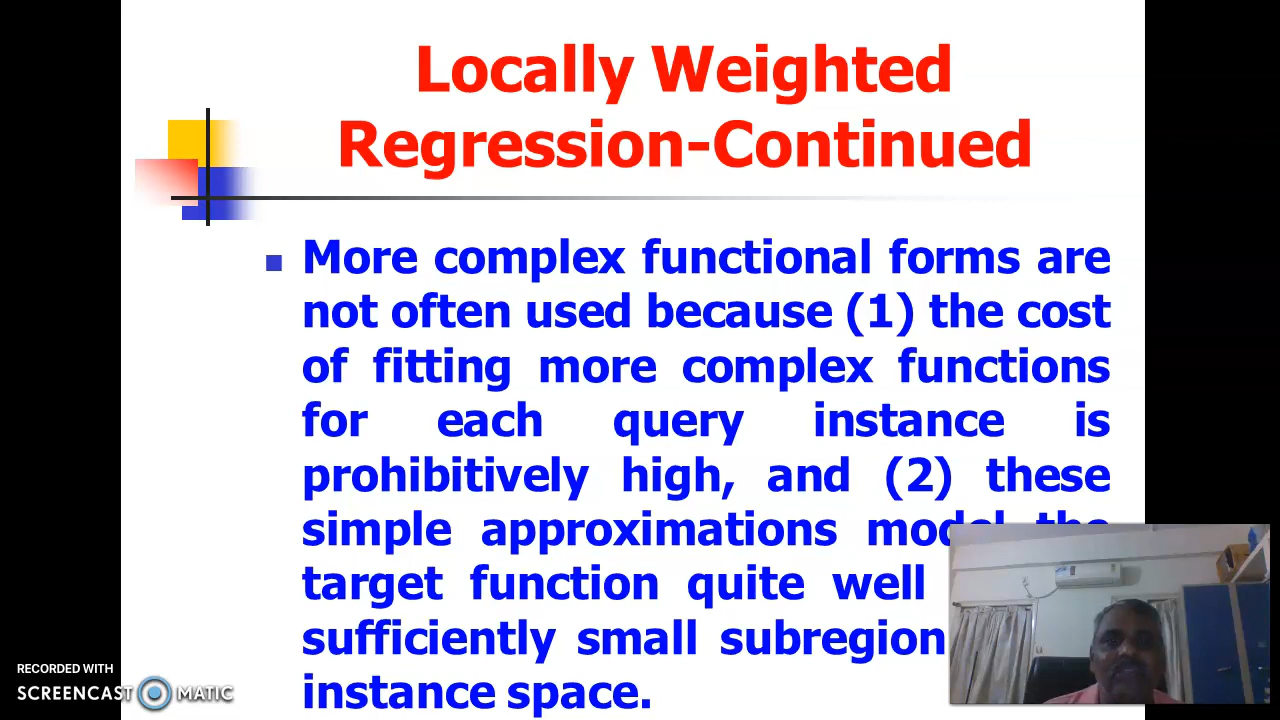 Locally Weighted
Regression-Continued
More complex functional forms are
not often used because (1) the cost
of fitting more complex functions
for each query instance is
prohibitively high, and (2) these
simple approximations model the
target function quite well
sufficiently small subregion
instance space.
RECORDED WITH
SCREENCAST MATIC